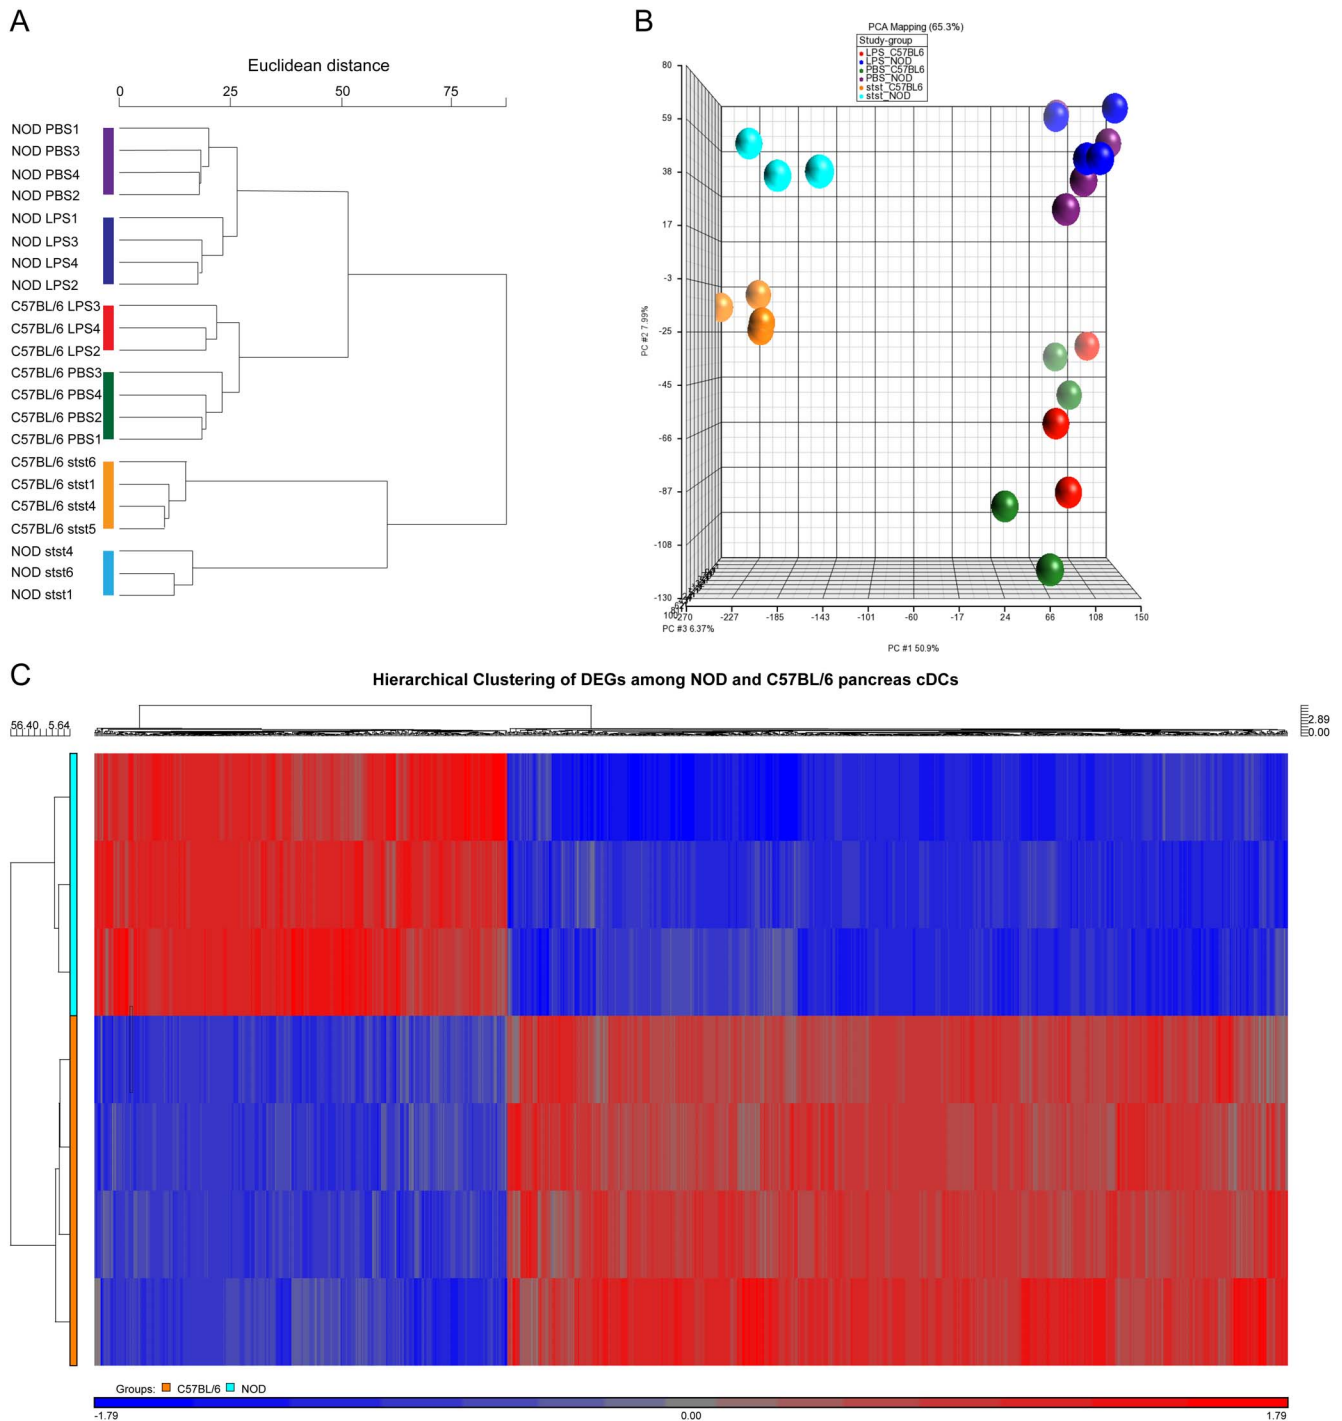 A
Euclidean distance
0 25 50 75
NOD PBS1
NOD PBS3
NOD PBS4
NOD PBS2
NOD LPS1
NOD LPS3
NOD LPS4
NOD LPS2
C57BL/6 LPS3
C57BL/6 LPS4
C57BL/6 LPS2
C57BL/6 PBS3
C57BL/6 PBS4
C57BL/6 PBS2
C57BL/6 PBS1
C57BL/6 stst6
C57BL/6 stst1
C57BL/6 stst4
C57BL/6 stst5
NOD stst4
NOD stst6
NOD stst1
B
PCA Mapping (65.3%)
Study-group
LPS_C57BL6
LPS_NOD
PBS_C57BL6
PBS_NOD
stst_C57BL6
stst_NOD
80
59
38
17
-3
-25
-45
-66
-87
-108
-130
PC #2 7.99%
-270 -227 -185 -143 -101 -60 -17 24 66 108 150
PC #3 6.37%
PC #1 50.9%
C
Hierarchical Clustering of DEGs among NOD and C57BL/6 pancreas cDCs
56.40 5.64
2.89
0.00
Groups: C57BL/6 NOD
-1.79 0.00 1.79